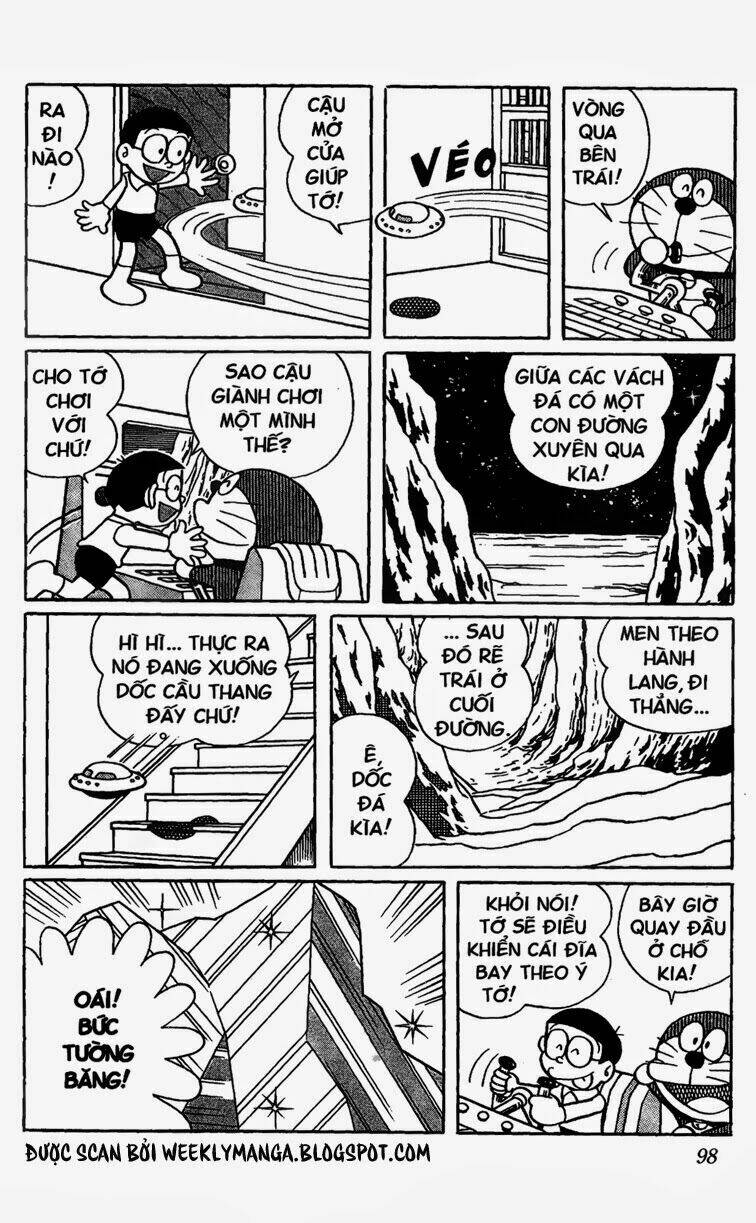 VÒNG
QUA
BÊN
TRÁI!
VÉO
CẬU
MỞ
CỬA
GIÚP
TỚ!
RA
ĐI
NÀO
!
GIỮA CÁC VÁCH
ĐÁ CÓ MỘT
CON ĐƯỜNG
XUYÊN QUA
KÌA!
SAO CẬU
GIÀNH CHƠI
MỘT MÌNH
THẾ?
CHO TỚ
CHƠI
VỚI
CHỨ!
MEN THEO
HÀNH
LANG, ĐI
THẲNG...
... SAU
ĐÓ RẼ
TRÁI Ở
CUỐI
ĐƯỜNG.
Ê,
DỐC
ĐÁ
KÌA!
HÌ HÌ... THỰC RA
NÓ ĐANG XUỐNG
DỐC CẦU THANG
ĐẤY CHỨ!
BÂY GIỜ
QUAY ĐẦU
Ở CHỖ
KIA!
KHỎI NÓI!
TỚ SẼ ĐIỀU
KHIỂN CÁI ĐĨA
BAY THEO Ý
TỚ!
OÁI!
BỨC
TƯỜNG
BĂNG!
ĐƯỢC SCAN BỞI WEEKLYMANGA.BLOGSPOT.COM
98